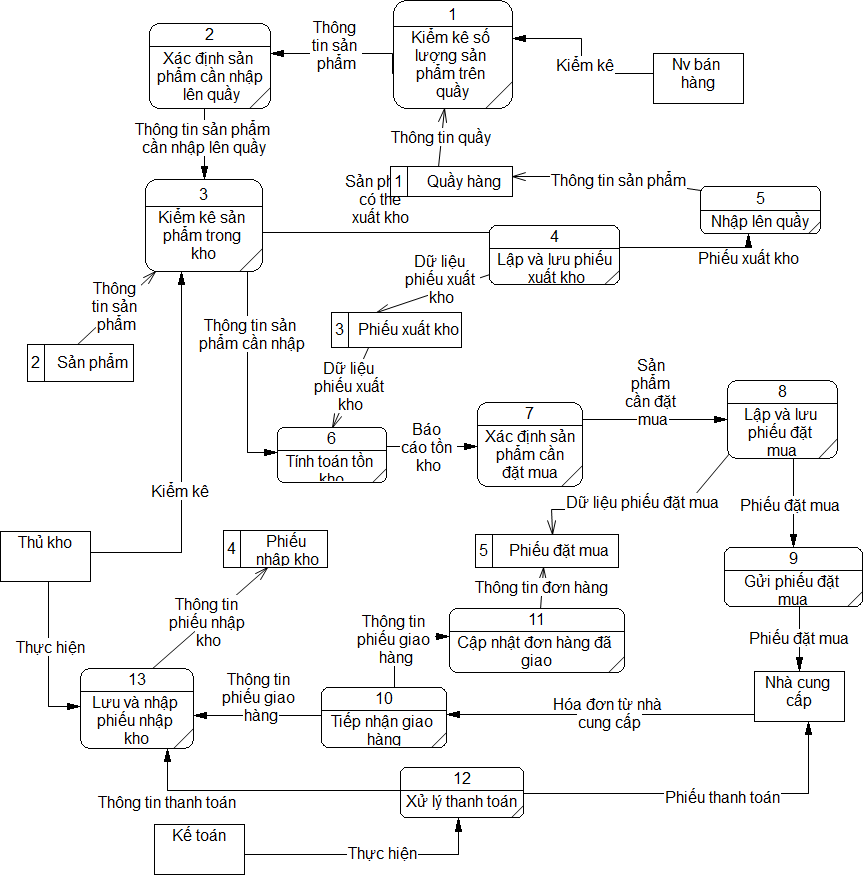 1
Kiểm kê số
lượng sản
phẩm trên
quầy
2
Xác định sản
phẩm cần nhập
lên quầy
Thông
tin sản
phẩm
Kiểm kê
Nv bán
hàng
Thông tin sản phẩm
cần nhập lên quầy
Thông tin quầy
1
Quầy hàng
Thông tin sản phẩm
5
Nhập lên quầy
3
Kiểm kê sản
phẩm trong
kho
Sản ph
có thể
xuất kho
4
Lập và lưu phiếu
xuất kho
Phiếu xuất kho
Dữ liệu
phiếu xuất
kho
Thông
tin sản
phẩm
2
Sản phẩm
Thông tin sản
phẩm cần nhập
3
Phiếu xuất kho
Dữ liệu
phiếu xuất
kho
6
Tính toán tồn
kho
Báo
cáo tồn
kho
7
Xác định sản
phẩm cần
đặt mua
Sản
phẩm
cần đặt
mua
8
Lập và lưu
phiếu đặt
mua
Kiểm kê
Dữ liệu phiếu đặt mua
Phiếu đặt mua
Thủ kho
4
Phiếu
nhập kho
5
Phiếu đặt mua
9
Gửi phiếu đặt
mua
Thông tin đơn hàng
Thông tin
phiếu nhập
kho
Thông tin
phiếu giao
hàng
11
Cập nhật đơn hàng đã
giao
Phiếu đặt mua
Thực hiện
13
Lưu và nhập
phiếu nhập
kho
Thông tin
phiếu giao
hàng
10
Tiếp nhận giao
hàng
Hóa đơn từ nhà
cung cấp
Nhà cung
cấp
12
Xử lý thanh toán
Thông tin thanh toán
Phiếu thanh toán
Kế toán
Thực hiện